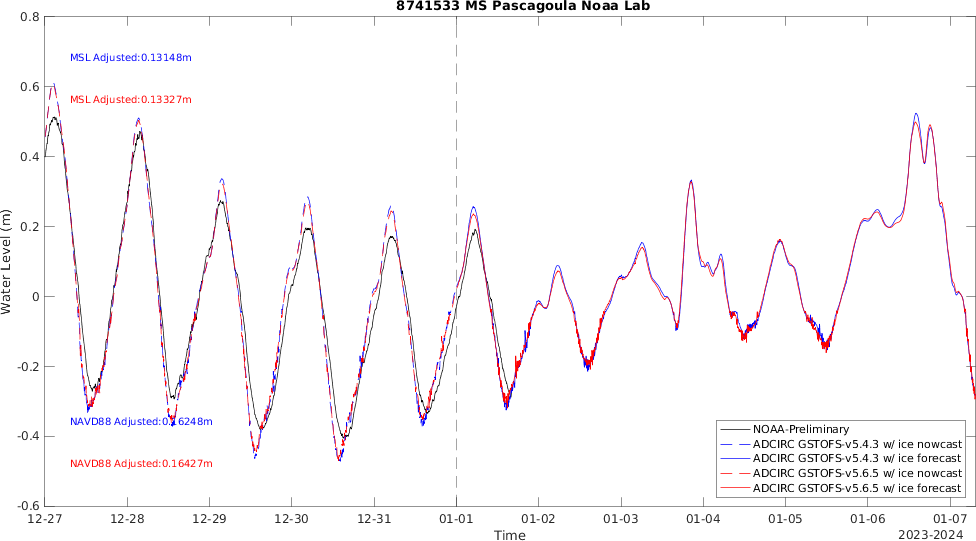 8741533 MS Pascagoula Noaa Lab
MSL Adjusted:0.13148m
MSL Adjusted:0.13327m
NAVD88 Adjusted:0.16248m
NAVD88 Adjusted:0.16427m
Water Level (m)
0.8
0.6
0.4
0.2
0
-0.2
-0.4
-0.6
12-27 12-28 12-29 12-30 12-31 01-01 01-02 01-03 01-04 01-05 01-06 01-07
Time
2023-2024
NOAA-Preliminary
ADCIRC GSTOFS-v5.4.3 w/ ice nowcast
ADCIRC GSTOFS-v5.4.3 w/ ice forecast
ADCIRC GSTOFS-v5.6.5 w/ ice nowcast
ADCIRC GSTOFS-v5.6.5 w/ ice forecast